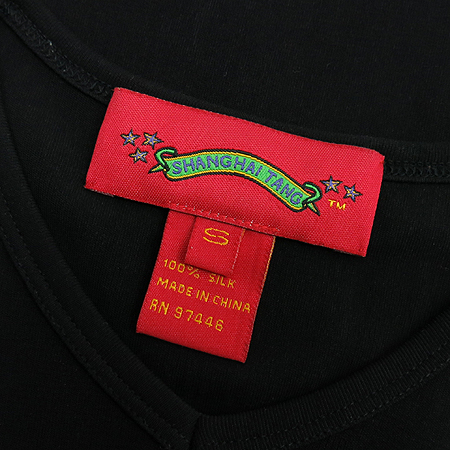 SHANGHAI TANG
TM
S
100% SILK
MADE IN CHINA
RN 97446